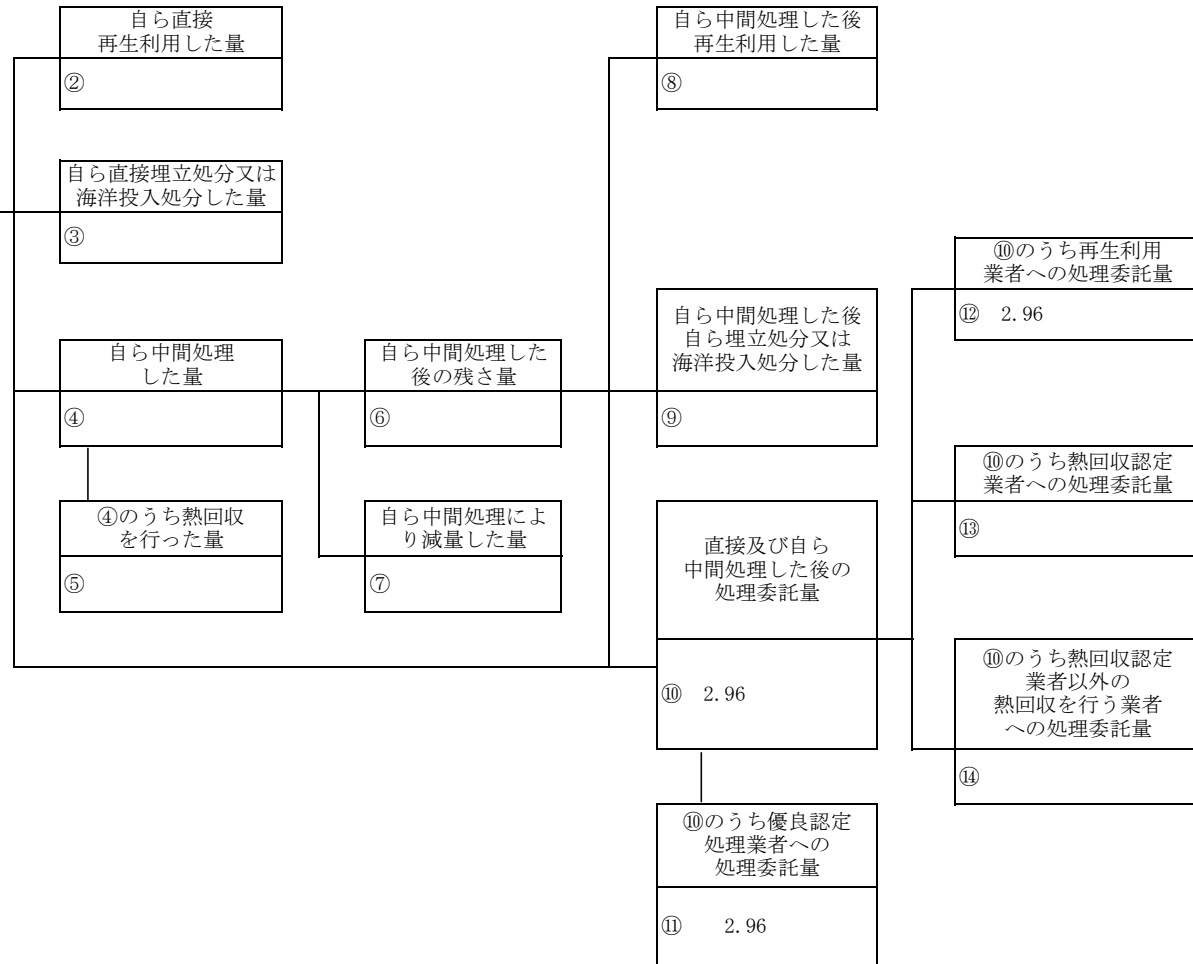 自ら直接
再生利用した量
②
自ら直接埋立処分又は
海洋投入処分した量
③
自ら中間処理
した量
④
④のうち熱回収
を行った量
⑤
自ら中間処理した
後の残さ量
⑥
自ら中間処理によ
り減量した量
⑦
自ら中間処理した後
再生利用した量
⑧
自ら中間処理した後
自ら埋立処分又は
海洋投入処分した量
⑨
直接及び自ら
中間処理した後の
処理委託量
⑩ 2.96
⑩のうち優良認定
処理業者への
処理委託量
⑪ 2.96
⑩のうち再生利用
業者への処理委託量
⑫ 2.96
⑩のうち熱回収認定
業者への処理委託量
⑬
⑩のうち熱回収認定
業者以外の
熱回収を行う業者
への処理委託量
⑭